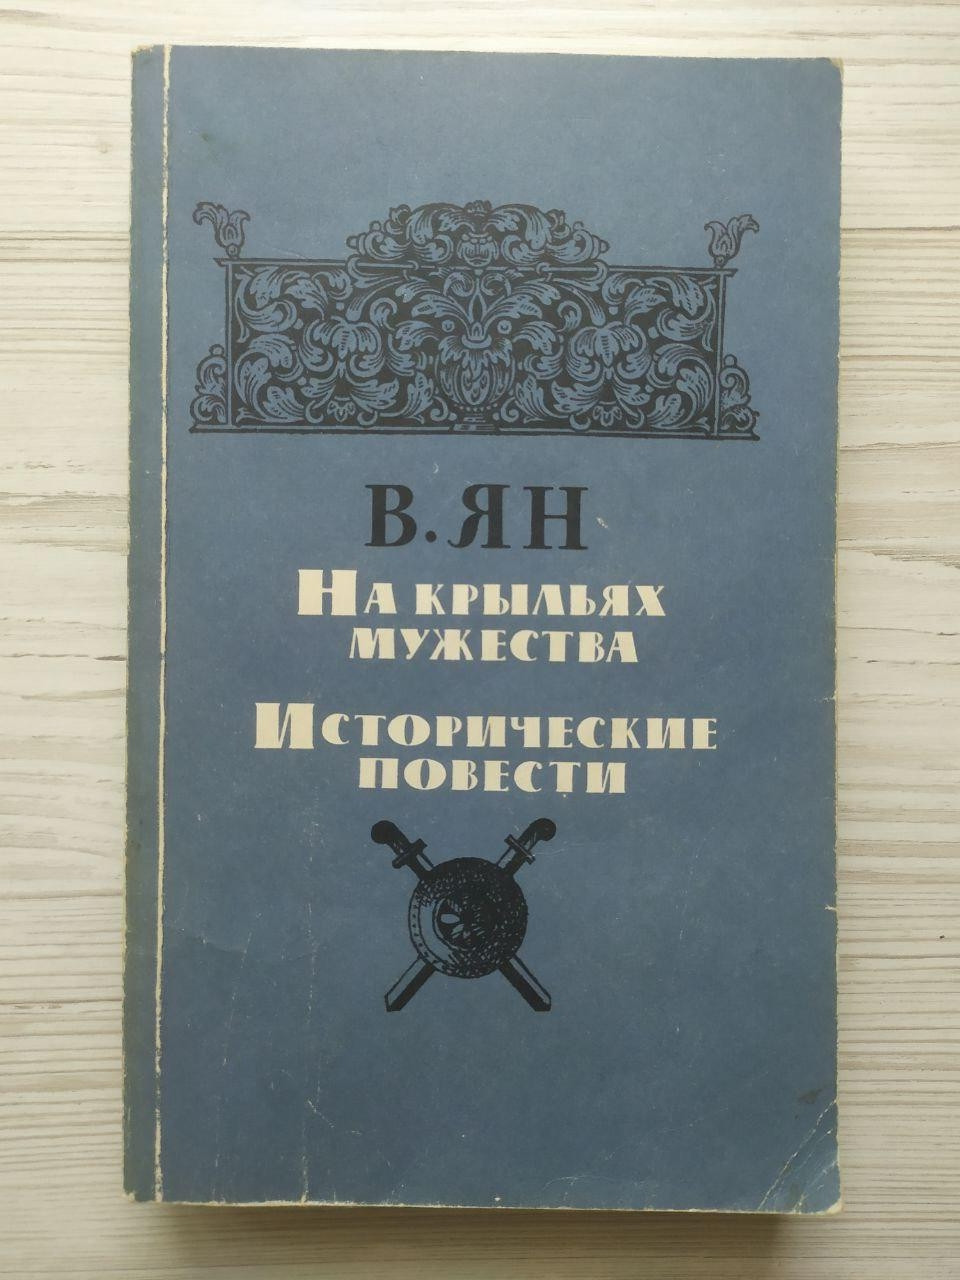 В. ЯН
НА КРЫЛЬЯХ
МУЖЕСТВА
ИСТОРИЧЕСКИЕ
ПОВЕСТИ